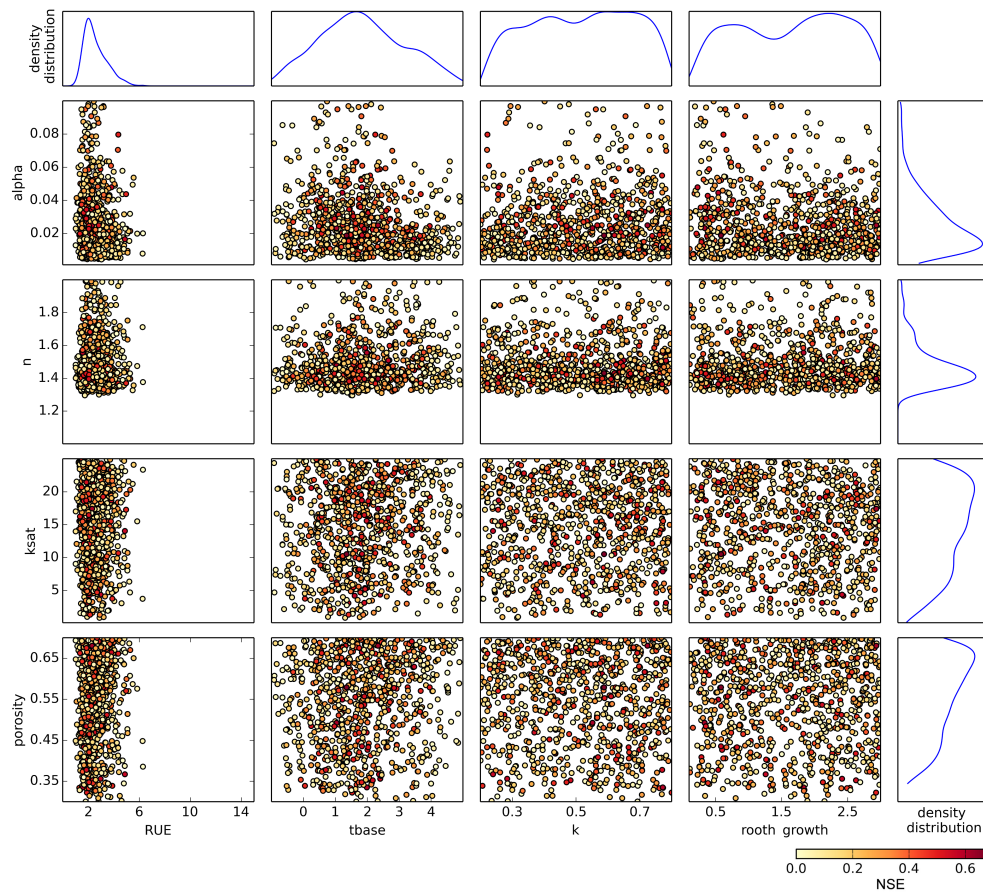 density
distribution
alpha
0.08
0.06
0.04
0.02
n
1.8
1.6
1.4
1.2
ksat
20
15
10
5
porosity
0.65
0.55
0.45
0.35
2 6 10 14
0 1 2 3 4
0.3 0.5 0.7
0.5 1.5 2.5
RUE
tbase
k
rooth growth
density
distribution
0.0 0.2 0.4 0.6
NSE